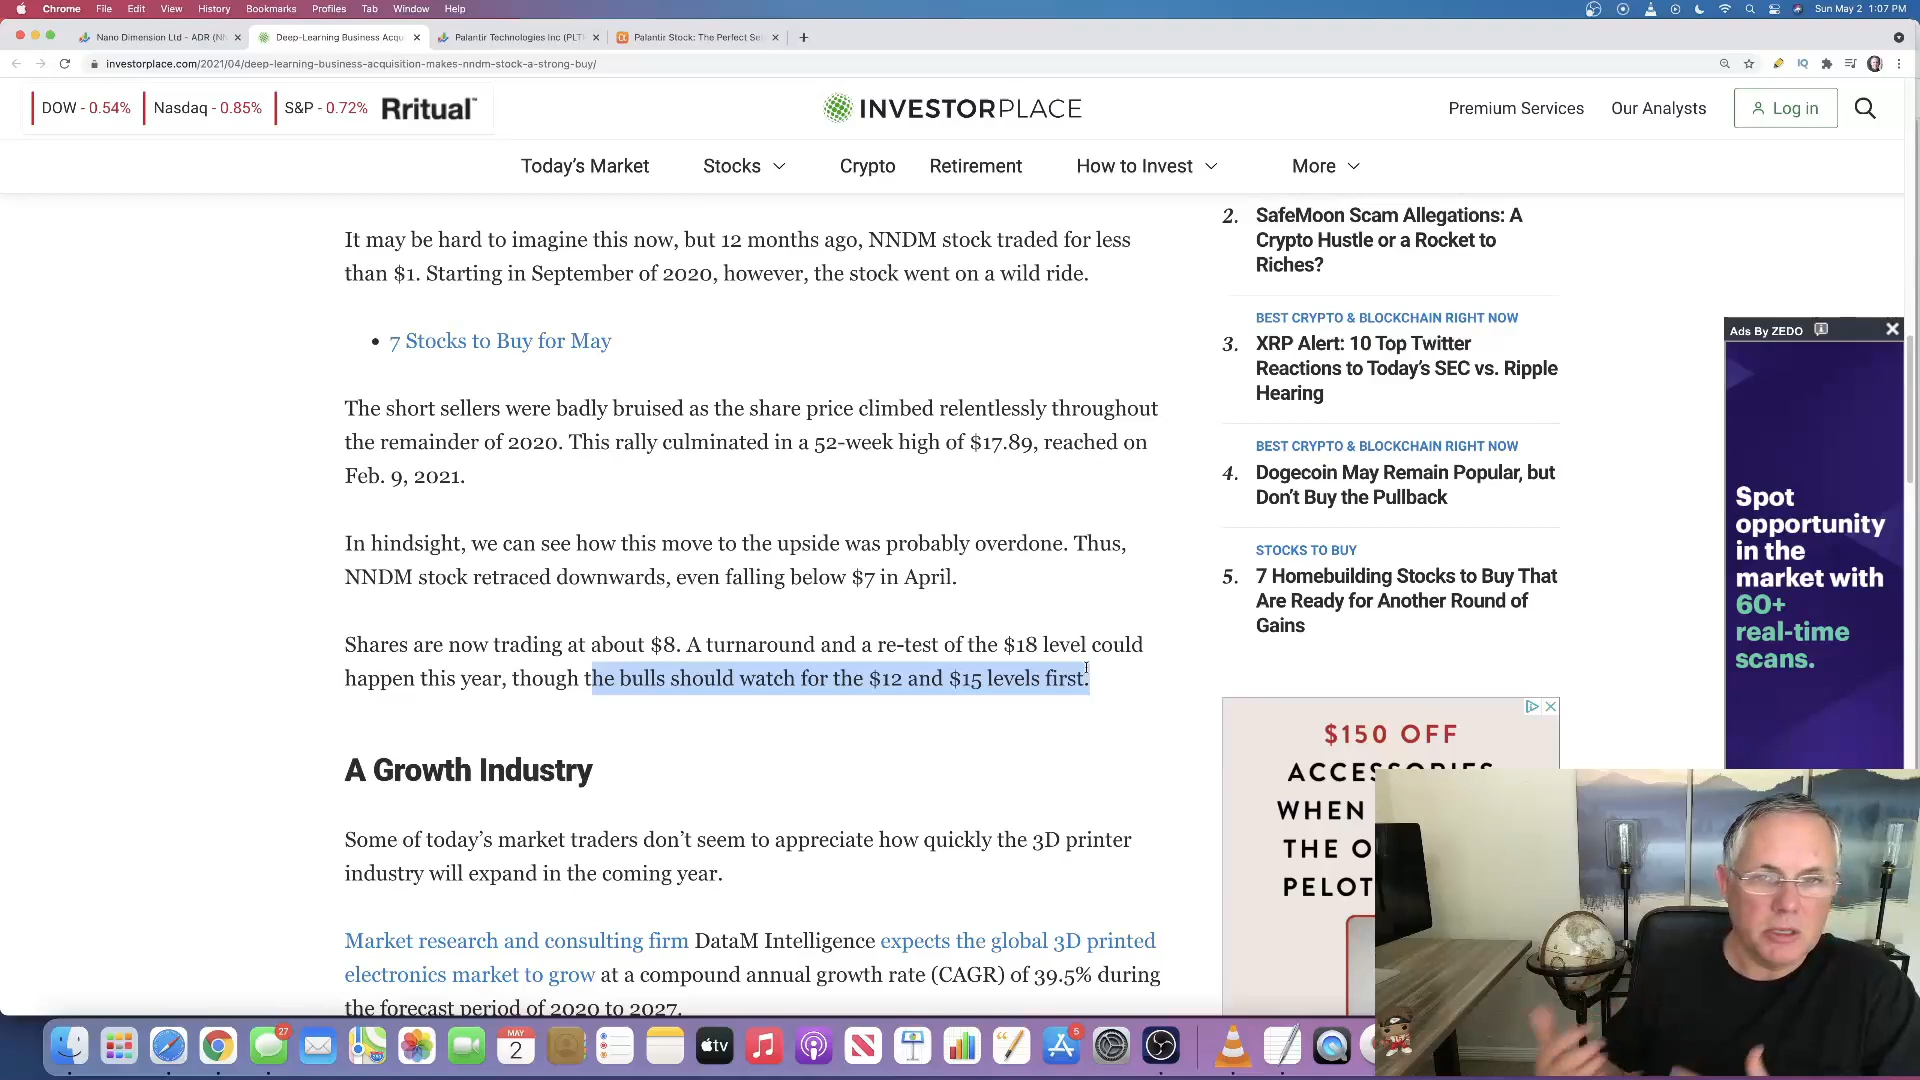 Chrome File Edit View History Bookmarks Profiles Tab Window Help
Sun May 2 1:07 PM
Nano Dimension Ltd - ADR (N
Deep-Learning Business Acqu
Palantir Technologies Inc (PLT
Palantir Stock: The Perfect Se
investorplace.com/2021/04/deep-learning-business-acquisition-makes-nndm-stock-a-strong-buy/
DOW - 0.54% Nasdaq - 0.85% S&P - 0.72% Rritual™
INVESTORPLACE
Premium Services Our Analysts Log in
Today's Market Stocks Crypto Retirement How to Invest More
It may be hard to imagine this now, but 12 months ago, NNDM stock traded for less
than $1. Starting in September of 2020, however, the stock went on a wild ride.
• 7 Stocks to Buy for May
The short sellers were badly bruised as the share price climbed relentlessly throughout
the remainder of 2020. This rally culminated in a 52-week high of $17.89, reached on
Feb. 9, 2021.
In hindsight, we can see how this move to the upside was probably overdone. Thus,
NNDM stock retraced downwards, even falling below $7 in April.
Shares are now trading at about $8. A turnaround and a re-test of the $18 level could
happen this year, though the bulls should watch for the $12 and $15 levels first.
A Growth Industry
Some of today's market traders don't seem to appreciate how quickly the 3D printer
industry will expand in the coming year.
Market research and consulting firm DataM Intelligence expects the global 3D printed
electronics market to grow at a compound annual growth rate (CAGR) of 39.5% during
the forecast period of 2020 to 2027.
2. SafeMoon Scam Allegations: A
Crypto Hustle or a Rocket to
Riches?
BEST CRYPTO & BLOCKCHAIN RIGHT NOW
3. XRP Alert: 10 Top Twitter
Reactions to Today's SEC vs. Ripple
Hearing
BEST CRYPTO & BLOCKCHAIN RIGHT NOW
4. Dogecoin May Remain Popular, but
Don't Buy the Pullback
STOCKS TO BUY
5. 7 Homebuilding Stocks to Buy That
Are Ready for Another Round of
Gains
Ads By ZEDO
Spot
opportunity
in the
market with
60+
real-time
scans.
$150 OFF
ACCESSORIES
WHEN
THE O
PELOT
27
MAY
2
tv
5